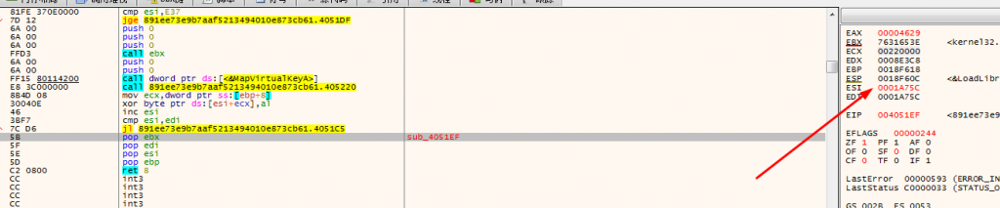 81FE 370E0000 cmp esi,E37
7D 12 jge 891ee73e9b7aaf5213494010e873cb61.4051DF
6A 00 push 0
6A 00 push 0
6A 00 push 0
FFD3 call ebx
6A 00 push 0
6A 00 push 0
FF15 80114200 call dword ptr ds:[<&MapVirtualKeyA>]
E8 3C000000 call 891ee73e9b7aaf5213494010e873cb61.405220
8B4D 08 mov ecx,dword ptr ss:[ebp+8]
30040E xor byte ptr ds:[esi+ecx],al
46 inc esi
3BF7 cmp esi,edi
7C D6 jl 891ee73e9b7aaf5213494010e873cb61.4051C5
5B pop ebx sub_4051EF
5F pop edi
5E pop esi
5D pop ebp
C2 0800 ret 8
CC int3
CC int3
CC int3
CC int3
EAX 00004629
EBX 7631653E <kernel32.
ECX 00220000
EDX 0008E3C8
EBP 0018F618
ESP 0018F60C <&LoadLibr
ESI 0001A75C
EDI 0001A75C
EIP 004051EF <891ee73e9
EFLAGS 00000244
ZF 1 PF 1 AF 0
OF 0 SF 0 DF 0
CF 0 TF 0 IF 1
LastError 00000593 (ERROR_IN
LastStatus C0000033 (STATUS_O
GS 002B ES 0053